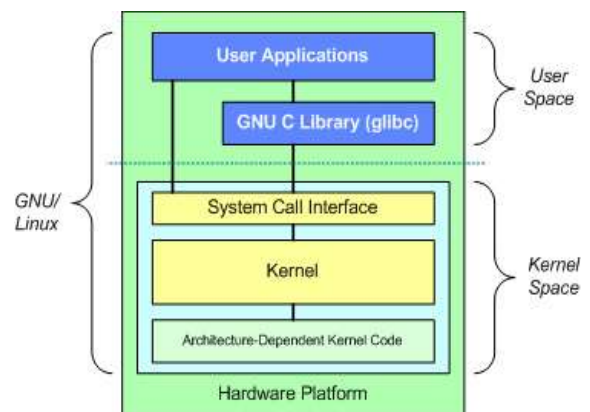 User Applications
GNU C Library (glibc)
User
Space
GNU/
Linux
System Call Interface
Kernel
Kernel
Space
Architecture-Dependent Kernel Code
Hardware Platform